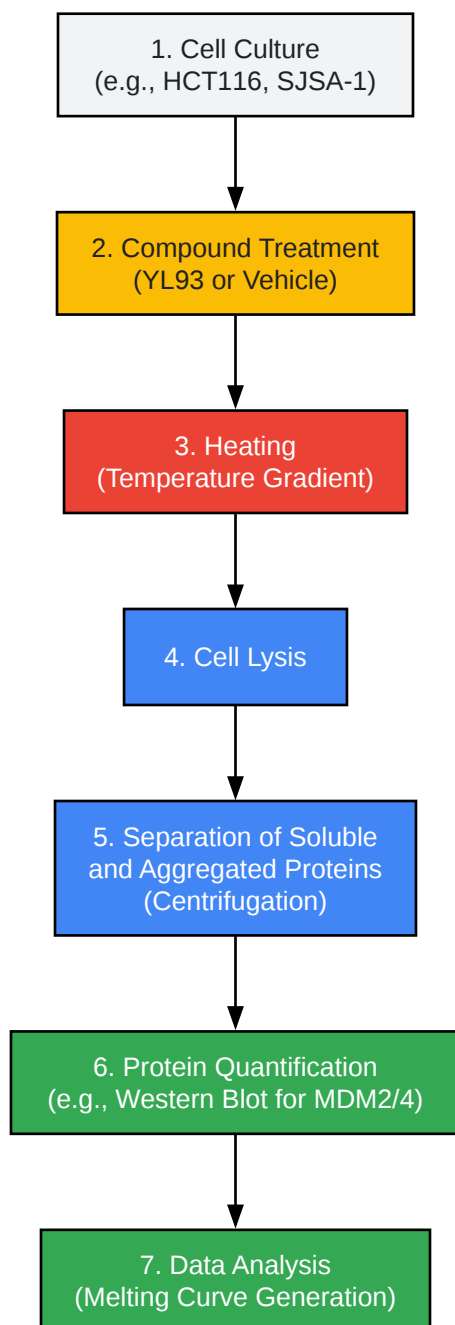 1. Cell Culture
(e.g., HCT116, SJSA-1)
2. Compound Treatment
(YL93 or Vehicle)
3. Heating
(Temperature Gradient)
4. Cell Lysis
5. Separation of Soluble
and Aggregated Proteins
(Centrifugation)
6. Protein Quantification
(e.g., Western Blot for MDM2/4)
7. Data Analysis
(Melting Curve Generation)